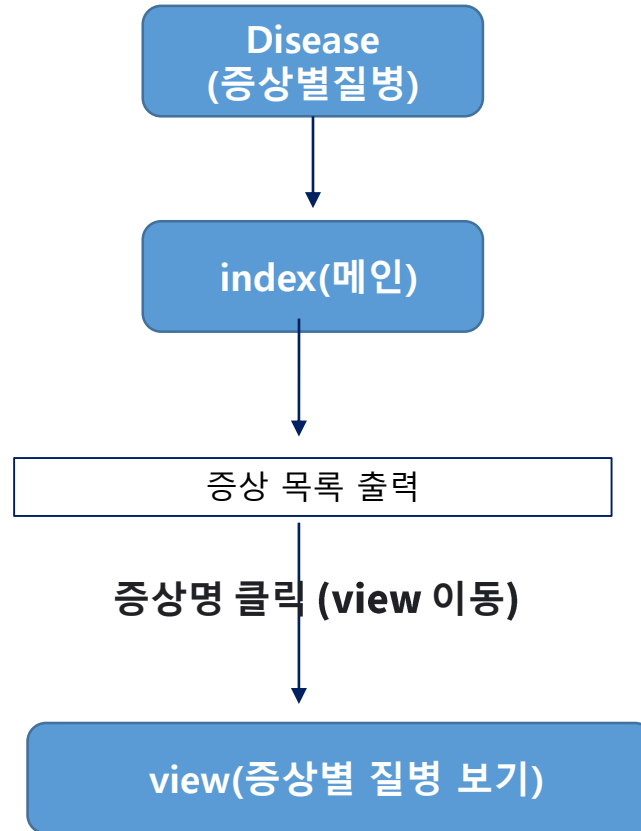 Disease
(증상별질병)
index(메인)
증상 목록 출력
증상명 클릭 (view 이동)
view(증상별 질병 보기)